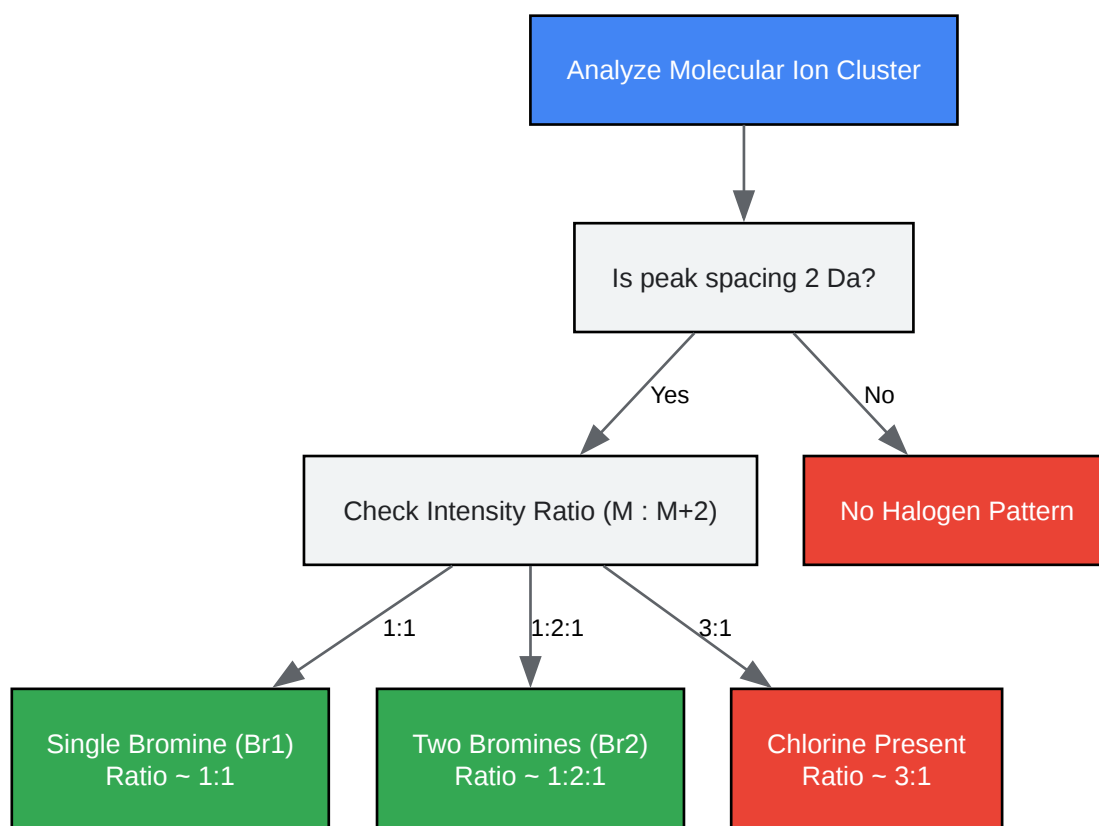 Analyze Molecular Ion Cluster
Is peak spacing 2 Da?
Yes
No
Check Intensity Ratio (M : M+2)
No Halogen Pattern
1:1
1:2:1
3:1
Single Bromine (Br1)
Ratio ~ 1:1
Two Bromines (Br2)
Ratio ~ 1:2:1
Chlorine Present
Ratio ~ 3:1